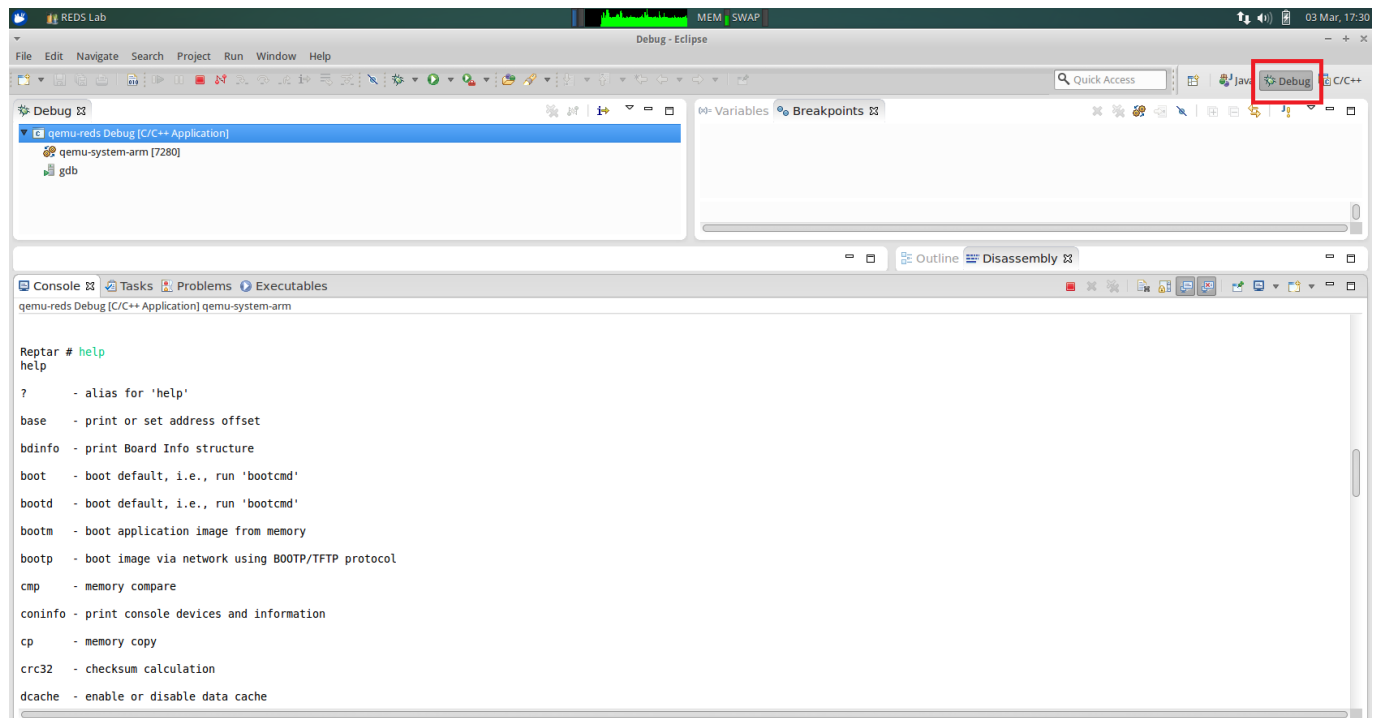 REDS Lab MEM SWAP 03 Mar, 17:30
Debug - Eclipse
File Edit Navigate Search Project Run Window Help
Quick Access Java Debug C/C++
Debug Variables Breakpoints
qemu-reds Debug [C/C++ Application]
qemu-system-arm [7280]
gdb
Outline Disassembly
Console Tasks Problems Executables
qemu-reds Debug [C/C++ Application] qemu-system-arm
Reptar # help
help
? - alias for 'help'
base - print or set address offset
bdinfo - print Board Info structure
boot - boot default, i.e., run 'bootcmd'
bootd - boot default, i.e., run 'bootcmd'
bootm - boot application image from memory
bootp - boot image via network using BOOTP/TFTP protocol
cmp - memory compare
coninfo - print console devices and information
cp - memory copy
crc32 - checksum calculation
dcache - enable or disable data cache